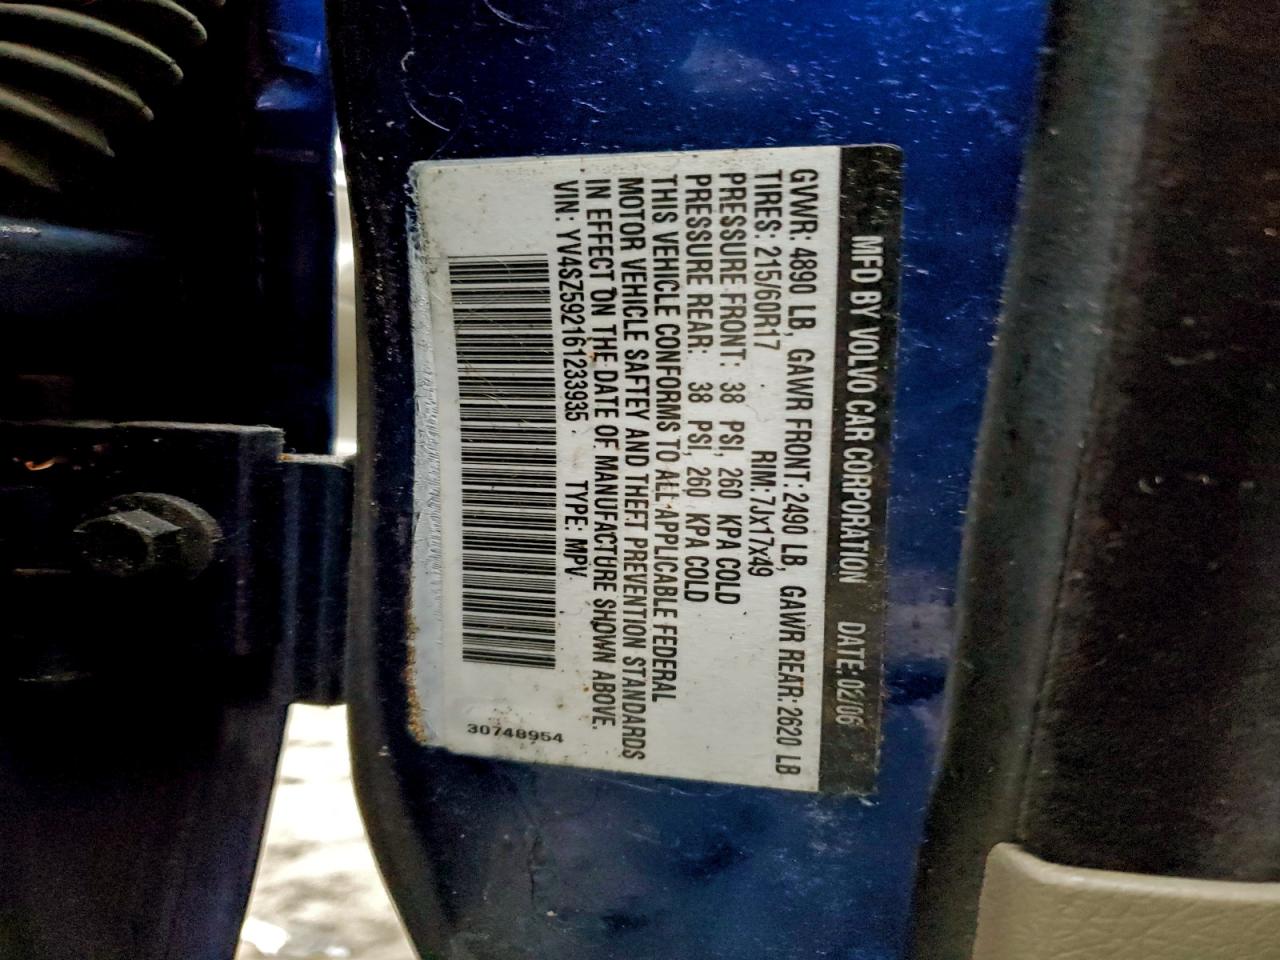 MFD BY VOLVO CAR CORPORATION DATE: 02/06
GVWR: 4890 LB, GAWR FRONT: 2490 LB, GAWR REAR: 2620 LB
TIRES: 215/60R17 RIM: 7Jx17x49
PRESSURE FRONT: 38 PSI, 260 KPA COLD
PRESSURE REAR: 38 PSI, 260 KPA COLD
THIS VEHICLE CONFORMS TO ALL APPLICABLE FEDERAL
MOTOR VEHICLE SAFTEY AND THEFT PREVENTION STANDARDS
IN EFFECT ON THE DATE OF MANUFACTURE SHOWN ABOVE.
VIN: YV4SZ592161233935 TYPE: MPV
30748954